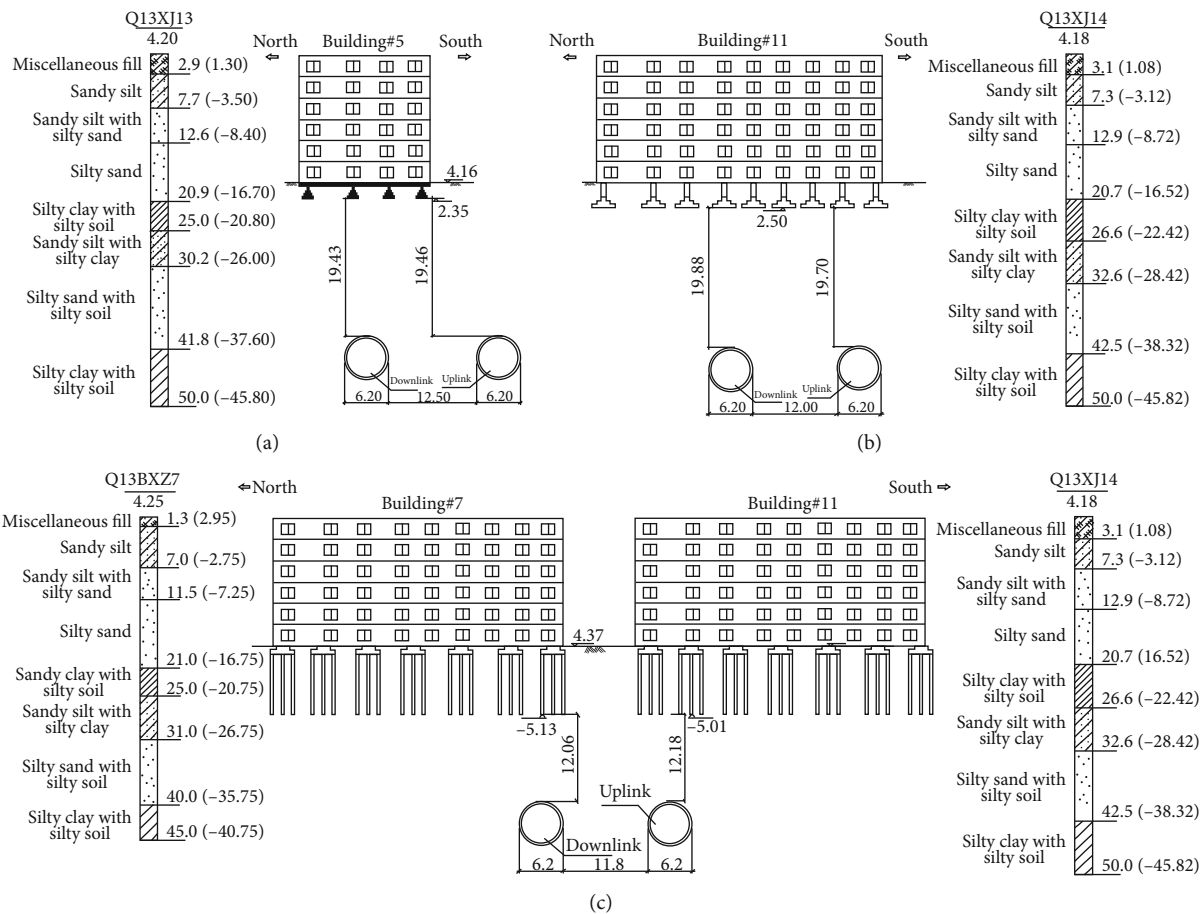 Q13XJ13
4.20
Miscellaneous fill
2.9 (1.30)
Sandy silt
7.7 (−3.50)
Sandy silt with
silty sand
12.6 (−8.40)
Silty sand
20.9 (−16.70)
Silty clay with
silty soil
25.0 (−20.80)
Sandy silt with
silty clay
30.2 (−26.00)
Silty sand with
silty soil
41.8 (−37.60)
Silty clay with
silty soil
50.0 (−45.80)
North
Building#5
South
4.16
2.35
19.43
19.46
Downlink
Uplink
6.20
12.50
6.20
(a)
North
Building#11
South
2.50
19.88
19.70
Downlink
Uplink
6.20
12.00
6.20
Q13XJ14
4.18
Miscellaneous fill
3.1 (1.08)
Sandy silt
7.3 (−3.12)
Sandy silt with
silty sand
12.9 (−8.72)
Silty sand
20.7 (−16.52)
Silty clay with
silty soil
26.6 (−22.42)
Sandy silt with
silty clay
32.6 (−28.42)
Silty sand with
silty soil
42.5 (−38.32)
Silty clay with
silty soil
50.0 (−45.82)
(b)
Q13BXZ7
4.25
Miscellaneous fill
1.3 (2.95)
Sandy silt
7.0 (−2.75)
Sandy silt with
silty sand
11.5 (−7.25)
Silty sand
21.0 (−16.75)
Sandy clay with
silty soil
25.0 (−20.75)
Sandy silt with
silty clay
31.0 (−26.75)
Silty sand with
silty soil
40.0 (−35.75)
Silty clay with
silty soil
45.0 (−40.75)
North
Building#7
Building#11
South
4.37
−5.13
−5.01
12.06
12.18
Uplink
Downlink
6.2
11.8
6.2
Q13XJ14
4.18
Miscellaneous fill
3.1 (1.08)
Sandy silt
7.3 (−3.12)
Sandy silt with
silty sand
12.9 (−8.72)
Silty sand
20.7 (16.52)
Silty clay with
silty soil
26.6 (−22.42)
Sandy silt with
silty clay
32.6 (−28.42)
Silty sand with
silty soil
42.5 (−38.32)
Silty clay with
silty soil
50.0 (−45.82)
(c)